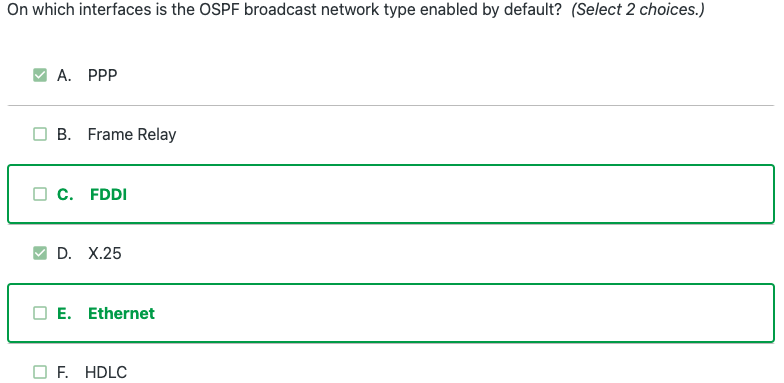 On which interfaces is the OSPF broadcast network type enabled by default? (Select 2 choices.)
A. PPP
B. Frame Relay
C. FDDI
D. X.25
E. Ethernet
F. HDLC